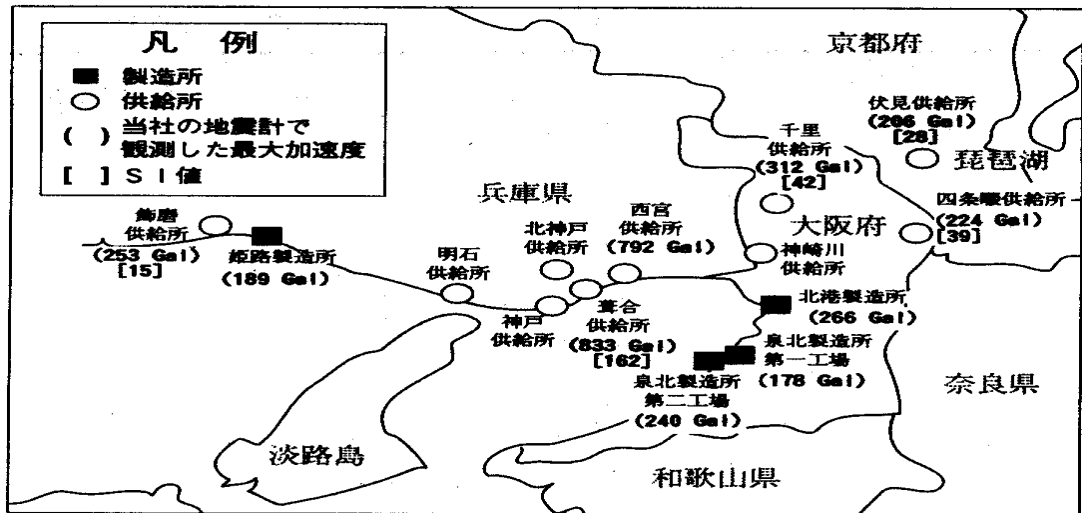 凡 例
製造所
供給所
( ) 当社の地震計で
観測した最大加速度
[ ] SI値
京都府
伏見供給所
(206 Gal)
[28]
琵琶湖
千里
供給所
(312 Gal)
[42]
兵庫県
大阪府
四条畷供給所
(224 Gal)
[39]
飾磨
供給所
(253 Gal)
[15]
姫路製造所
(189 Gal)
明石
供給所
北神戸
供給所
西宮
供給所
(792 Gal)
神崎川
供給所
神戸
供給所
葺合
供給所
(833 Gal)
[162]
北港製造所
(266 Gal)
泉北製造所
第一工場
(178 Gal)
泉北製造所
第二工場
(240 Gal)
奈良県
淡路島
和歌山県